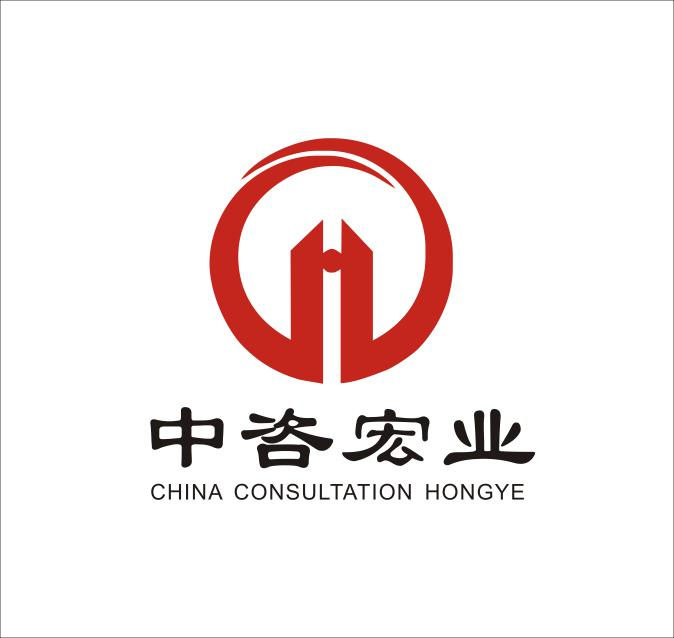 中咨宏业
CHINA CONSULTATION HONGYE